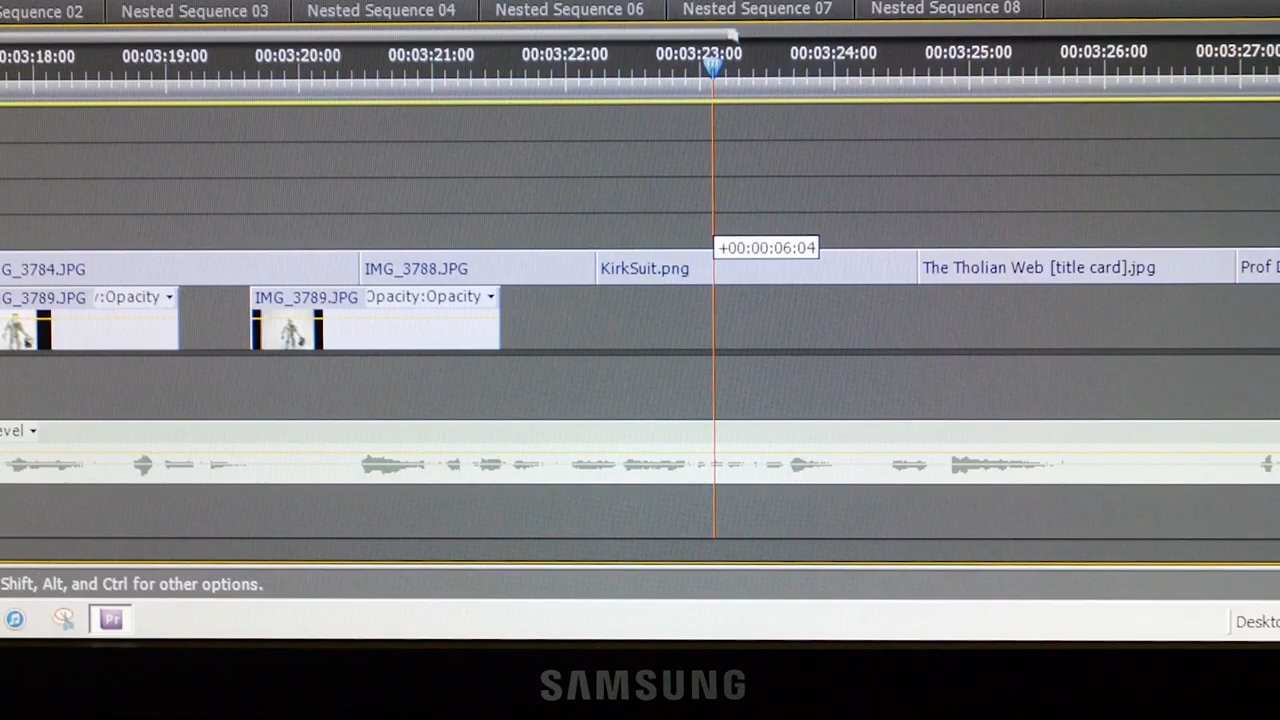 equence 02 Nested Sequence 03 Nested Sequence 04 Nested Sequence 06 Nested Sequence 07 Nested Sequence 08
0:03:18:00 00:03:19:00 00:03:20:00 00:03:21:00 00:03:22:00 00:03:23:00 00:03:24:00 00:03:25:00 00:03:26:00 00:03:27:00
+00:00:06:04
G_3784.JPG IMG_3788.JPG KirkSuit.png The Tholian Web [title card].jpg Prof D
G_3789.JPG /:Opacity IMG_3789.JPG Opacity:Opacity
evel
Shift, Alt, and Ctrl for other options.
Pr Deskto
SAMSUNG